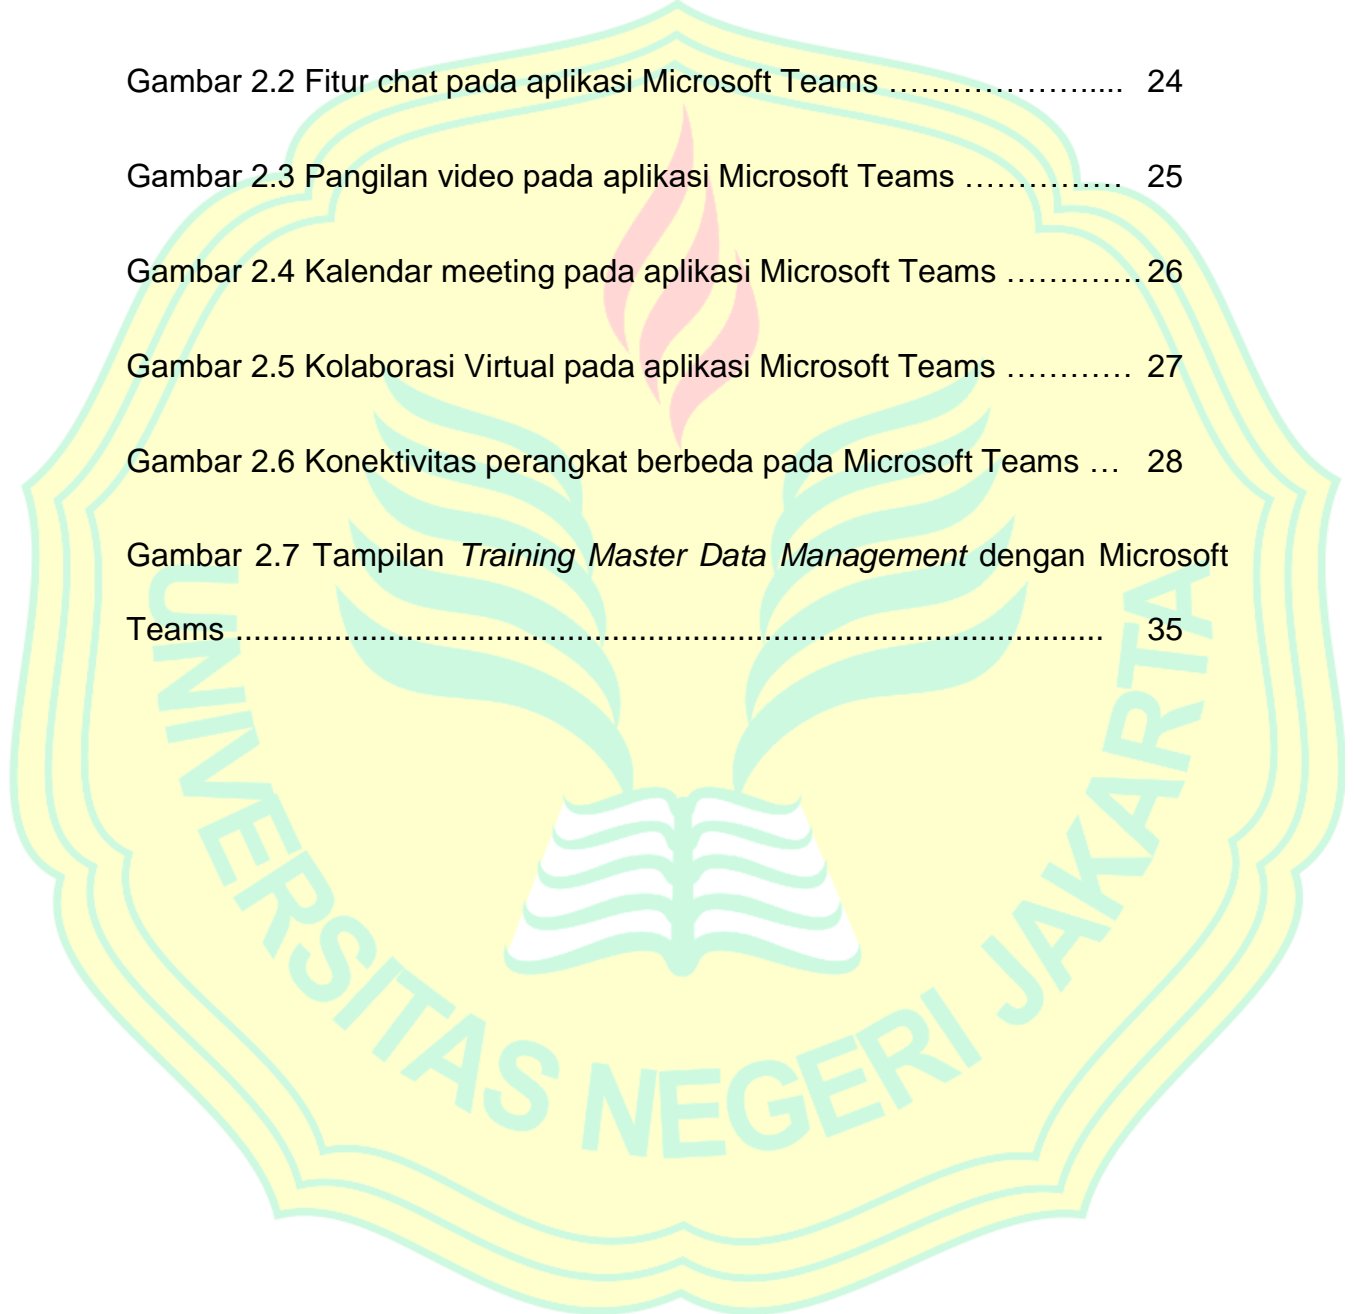 Gambar 2.2 Fitur chat pada aplikasi Microsoft Teams ………………..... 24
Gambar 2.3 Pangilan video pada aplikasi Microsoft Teams …………… 25
Gambar 2.4 Kalendar meeting pada aplikasi Microsoft Teams …………. 26
Gambar 2.5 Kolaborasi Virtual pada aplikasi Microsoft Teams ………… 27
Gambar 2.6 Konektivitas perangkat berbeda pada Microsoft Teams … 28
Gambar 2.7 Tampilan Training Master Data Management dengan Microsoft
Teams ................................................................................................. 35
UNIVERSITAS NEGERI JAKARTA